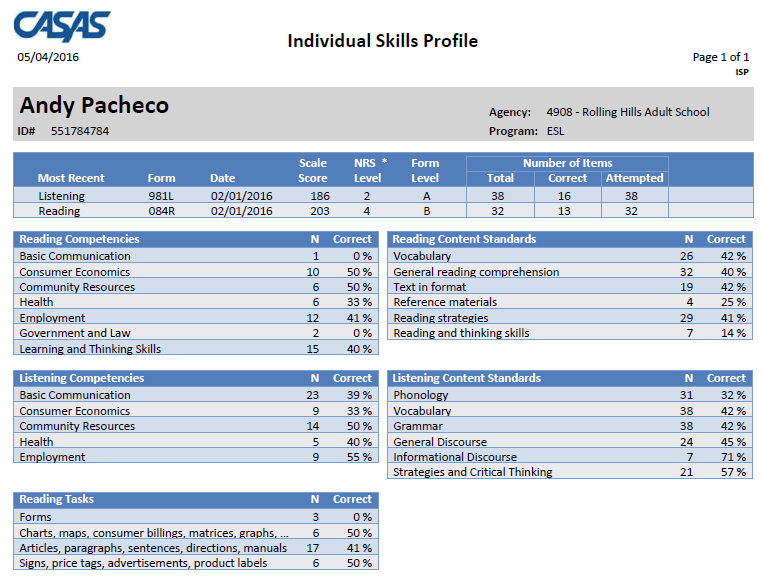 CASAS
05/04/2016
Individual Skills Profile
Page 1 of 1
ISP
Andy Pacheco
ID# 551784784
Agency: 4908 - Rolling Hills Adult School
Program: ESL
Most Recent Form Date Scale Score NRS * Level Form Level Number of Items Total Correct Attempted
Listening 981L 02/01/2016 186 2 A 38 16 38
Reading 084R 02/01/2016 203 4 B 32 13 32
Reading Competencies N Correct
Basic Communication 1 0 %
Consumer Economics 10 50 %
Community Resources 6 50 %
Health 6 33 %
Employment 12 41 %
Government and Law 2 0 %
Learning and Thinking Skills 15 40 %
Reading Content Standards N Correct
Vocabulary 26 42 %
General reading comprehension 32 40 %
Text in format 19 42 %
Reference materials 4 25 %
Reading strategies 29 41 %
Reading and thinking skills 7 14 %
Listening Competencies N Correct
Basic Communication 23 39 %
Consumer Economics 9 33 %
Community Resources 14 50 %
Health 5 40 %
Employment 9 55 %
Listening Content Standards N Correct
Phonology 31 32 %
Vocabulary 38 42 %
Grammar 38 42 %
General Discourse 24 45 %
Informational Discourse 7 71 %
Strategies and Critical Thinking 21 57 %
Reading Tasks N Correct
Forms 3 0 %
Charts, maps, consumer billings, matrices, graphs, ... 6 50 %
Articles, paragraphs, sentences, directions, manuals 17 41 %
Signs, price tags, advertisements, product labels 6 50 %